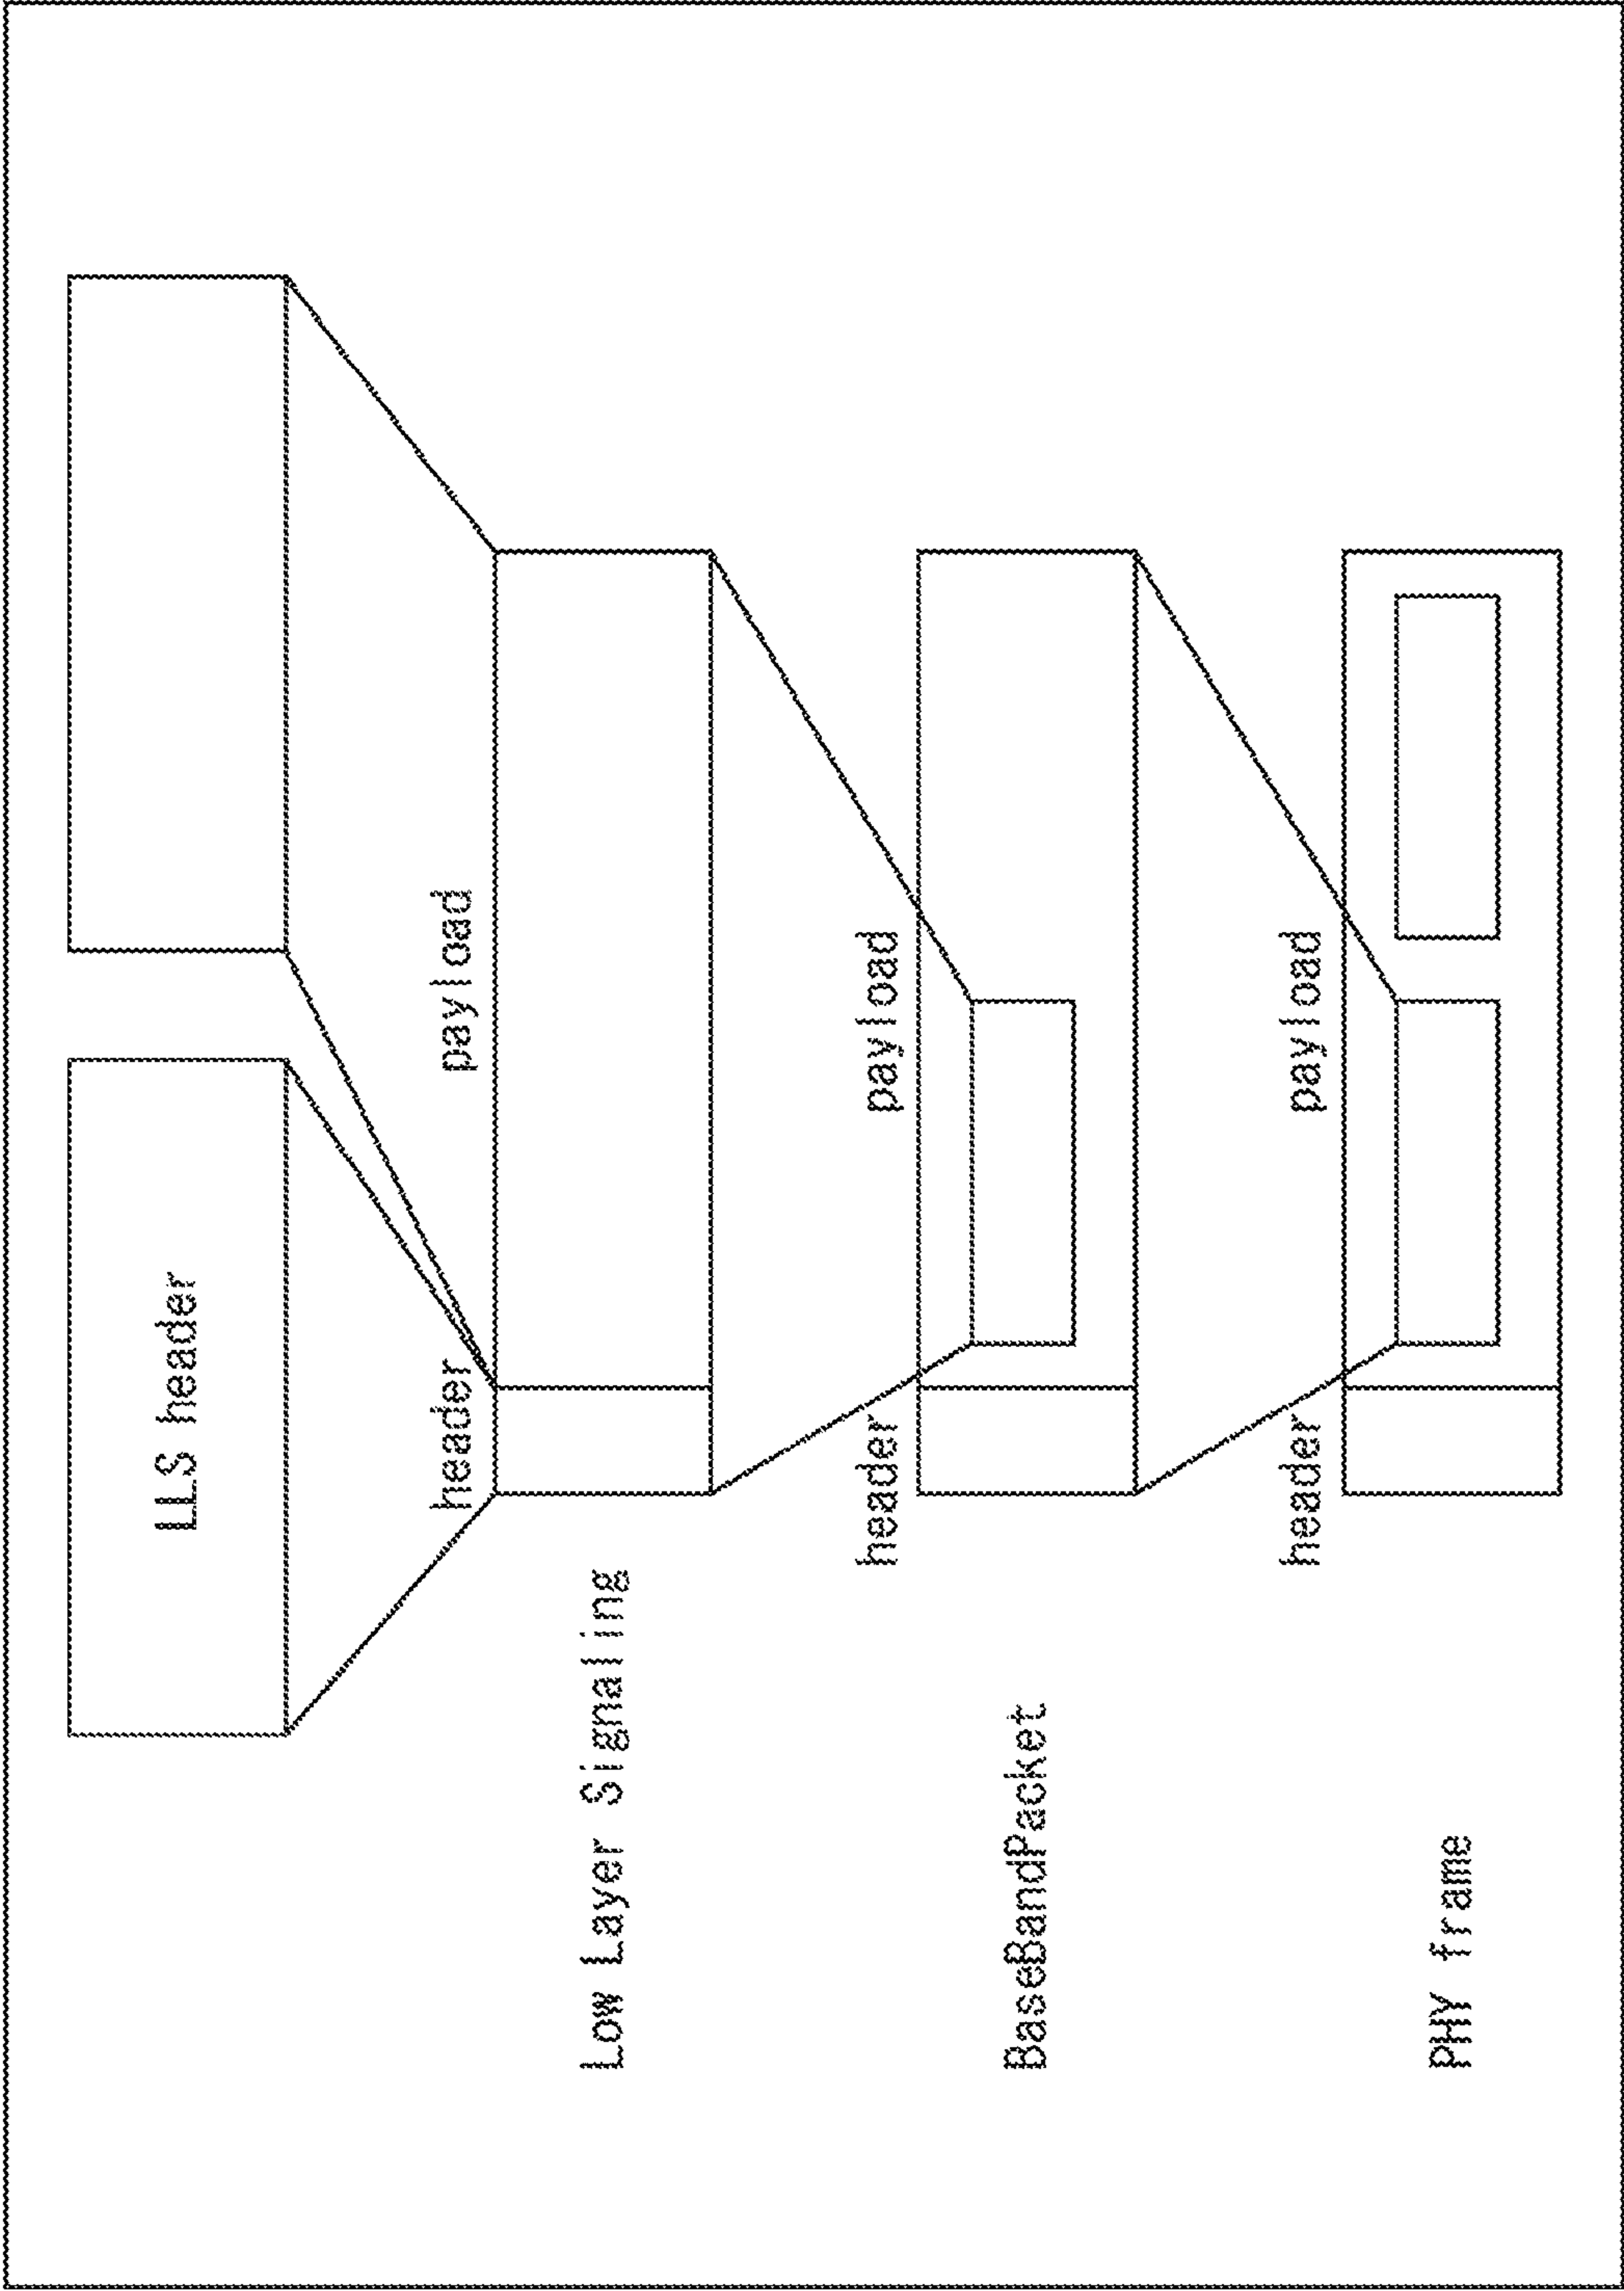 LLS header
header
payload
Low Layer Signaling
header
payload
BaseBandPacket
header
payload
PHY frame